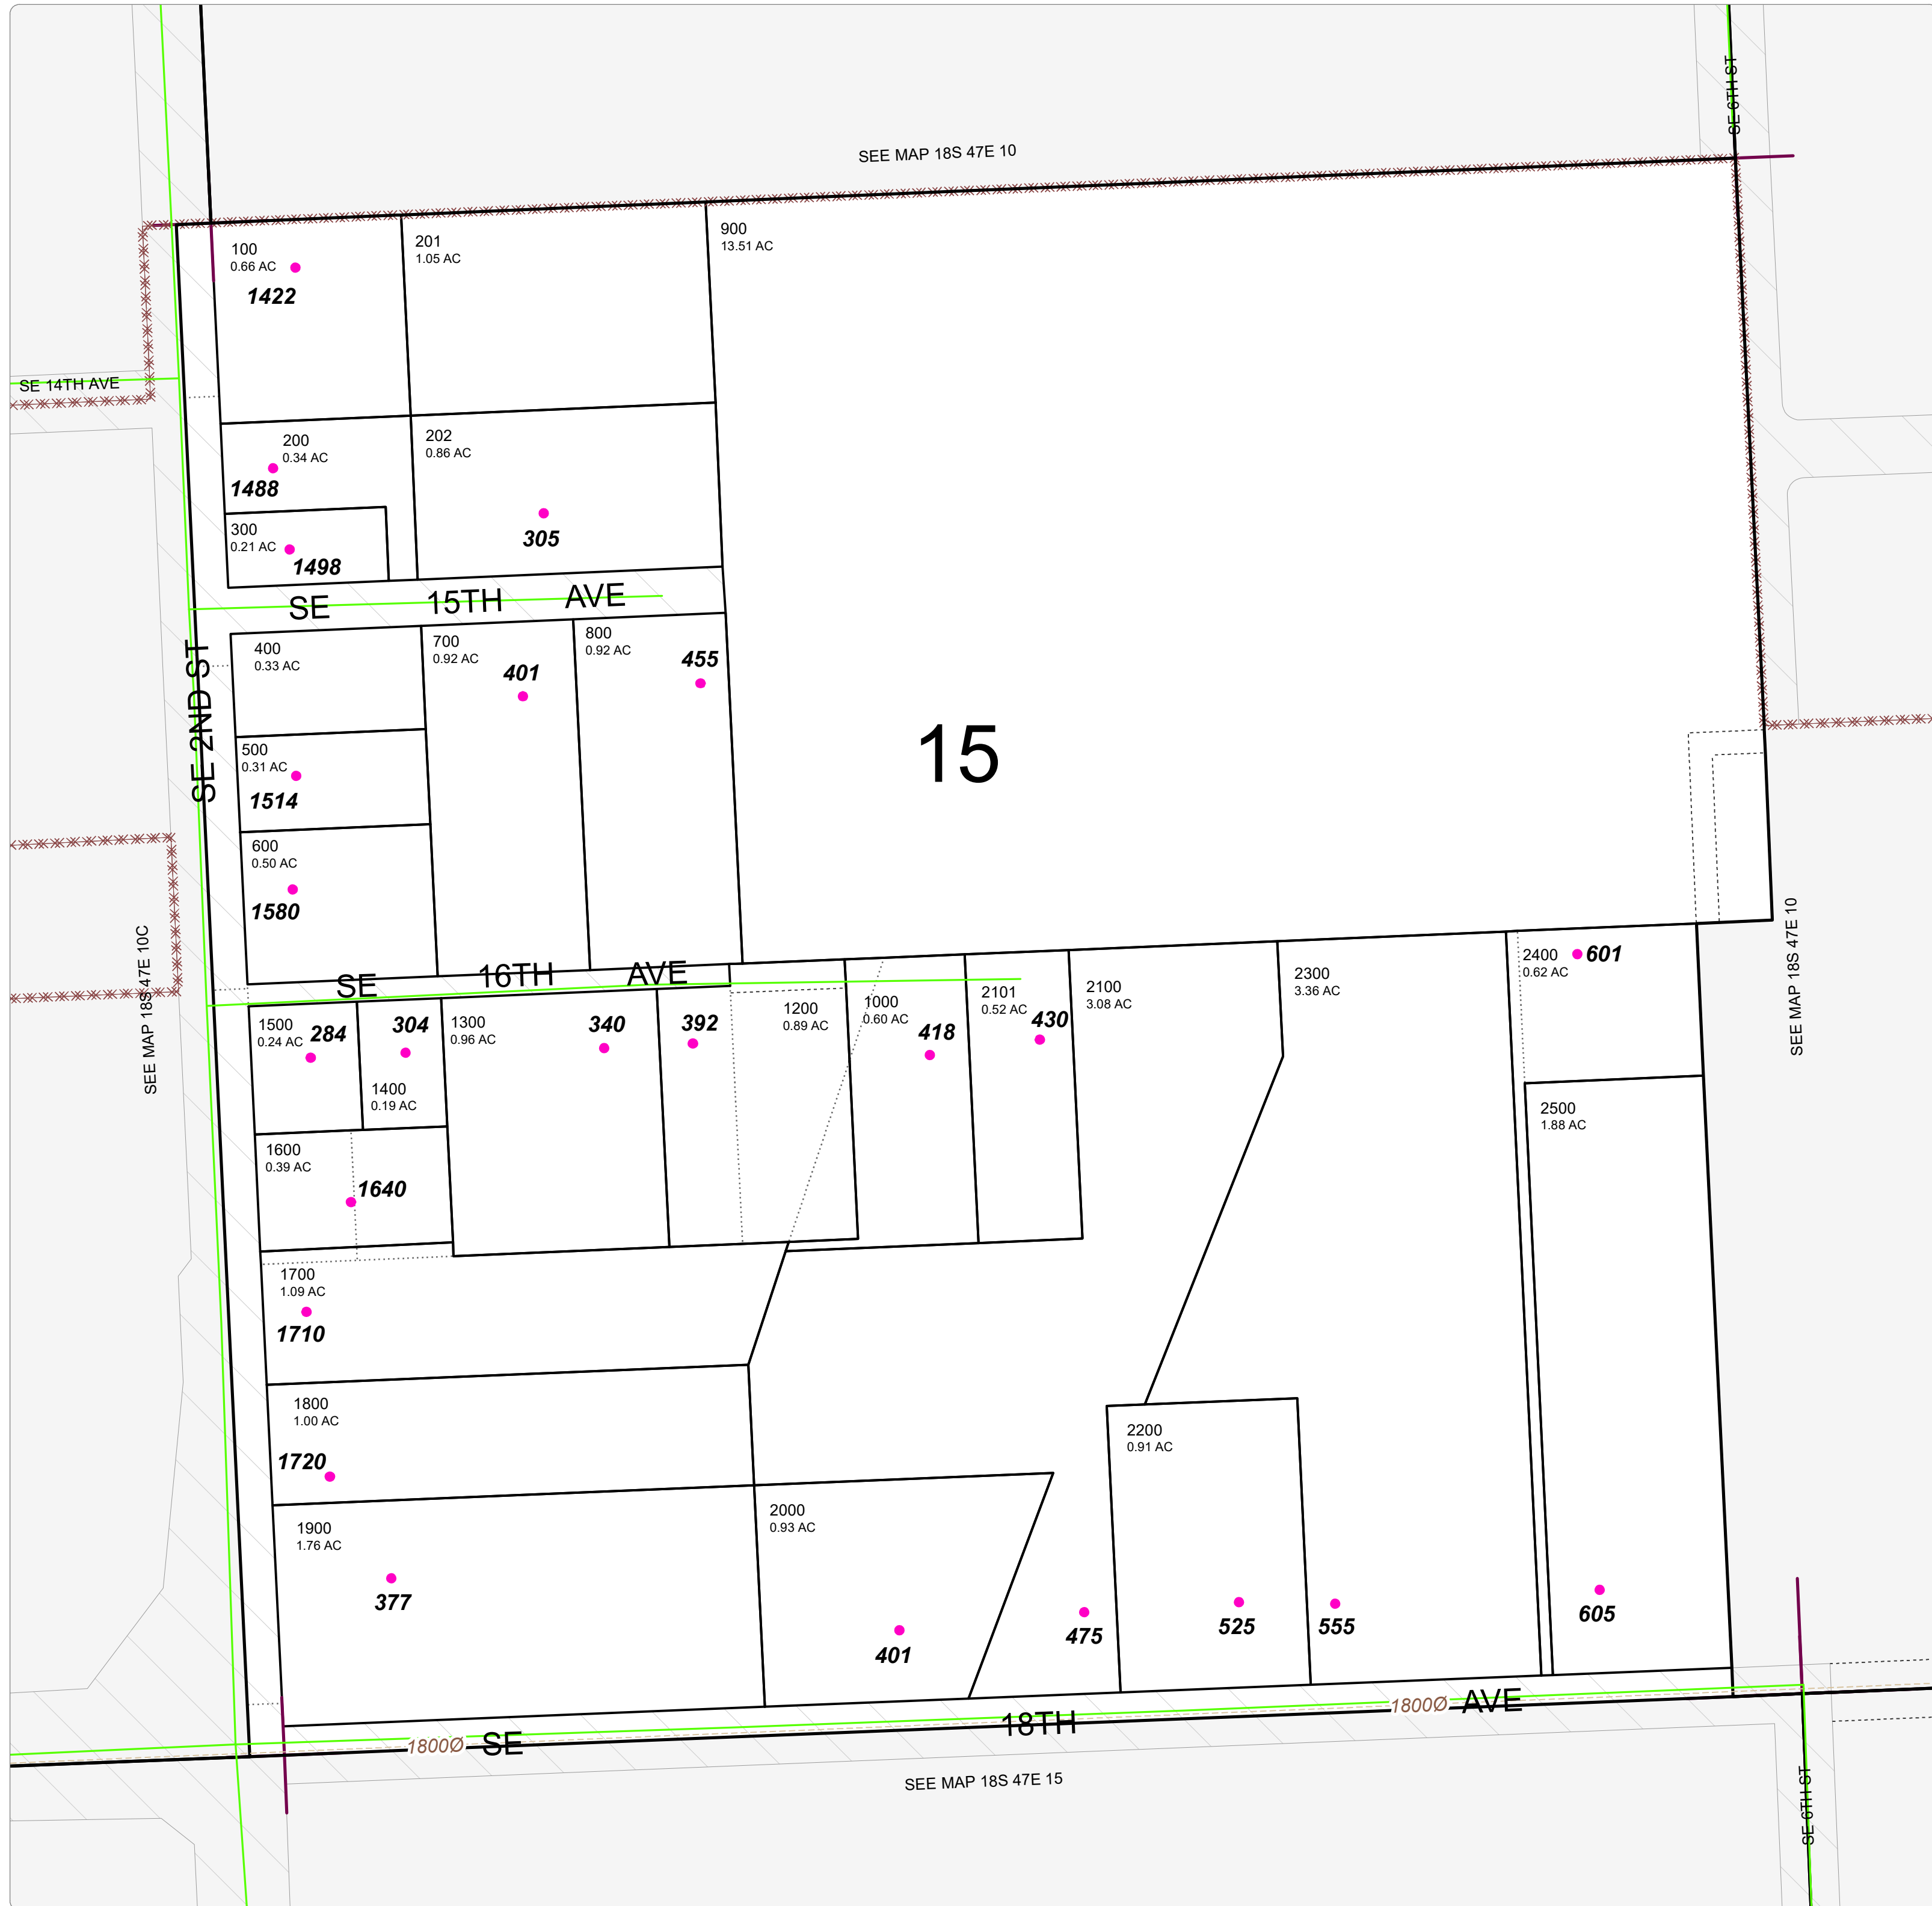 SE 6TH ST
SEE MAP 18S 47E 10
100
0.66 AC
1422
201
1.05 AC
900
13.51 AC
SE 14TH AVE
200
0.34 AC
1488
202
0.86 AC
305
300
0.21 AC
1498
SE 15TH AVE
SE 2ND ST
400
0.33 AC
700
0.92 AC
401
800
0.92 AC
455
15
500
0.31 AC
1514
600
0.50 AC
1580
SEE MAP 18S 47E 10C
SEE MAP 18S 47E 10
SE 16TH AVE
2400
0.62 AC
601
1500
0.24 AC
284
304
1400
0.19 AC
1300
0.96 AC
340
392
1200
0.89 AC
1000
0.60 AC
418
2101
0.52 AC
430
2100
3.08 AC
2300
3.36 AC
2500
1.88 AC
1600
0.39 AC
1640
1700
1.09 AC
1710
1800
1.00 AC
1720
2200
0.91 AC
1900
1.76 AC
377
2000
0.93 AC
401
475
525
555
605
1800Ø
SE 18TH AVE
1800Ø
SEE MAP 18S 47E 15
SE 6TH ST